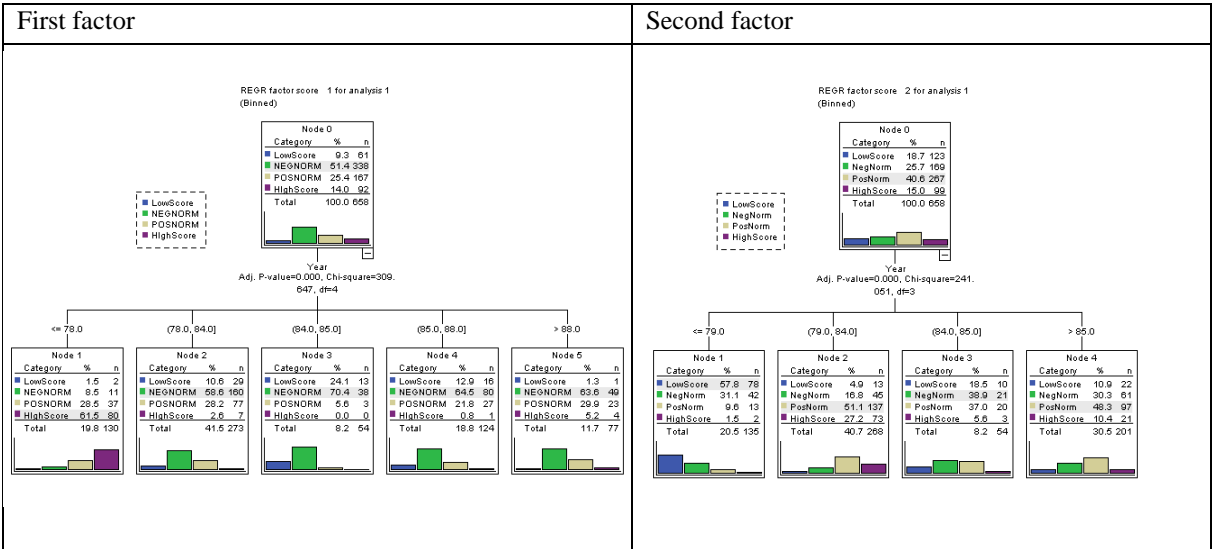 First factor
Second factor
REGR factor score 1 for analysis 1
(Binned)
Node 0
Category % n
LowScore 9.3 61
NEGNORM 51.4 338
POSNORM 25.4 167
HIghScore 14.0 92
Total 100.0 658
LowScore
NEGNORM
POSNORM
HIghScore
Year
Adj. P-value=0.000, Chi-square=309.
647, df=4
<= 78.0
(78.0, 84.0]
(84.0, 85.0]
(85.0, 88.0]
> 88.0
Node 1
Category % n
LowScore 1.5 2
NEGNORM 8.5 11
POSNORM 28.5 37
HIghScore 61.5 80
Total 19.8 130
Node 2
Category % n
LowScore 10.6 29
NEGNORM 58.6 160
POSNORM 28.2 77
HIghScore 2.6 7
Total 41.5 273
Node 3
Category % n
LowScore 24.1 13
NEGNORM 70.4 38
POSNORM 5.6 3
HIghScore 0.0 0
Total 8.2 54
Node 4
Category % n
LowScore 12.9 16
NEGNORM 64.5 80
POSNORM 21.8 27
HIghScore 0.8 1
Total 18.8 124
Node 5
Category % n
LowScore 1.3 1
NEGNORM 63.6 49
POSNORM 29.9 23
HIghScore 5.2 4
Total 11.7 77
REGR factor score 2 for analysis 1
(Binned)
Node 0
Category % n
LowScore 18.7 123
NegNorm 25.7 169
PosNorm 40.6 267
HighScore 15.0 99
Total 100.0 658
LowScore
NegNorm
PosNorm
HighScore
Year
Adj. P-value=0.000, Chi-square=241.
051, df=3
<= 79.0
(79.0, 84.0]
(84.0, 85.0]
> 85.0
Node 1
Category % n
LowScore 57.8 78
NegNorm 31.1 42
PosNorm 9.6 13
HighScore 1.5 2
Total 20.5 135
Node 2
Category % n
LowScore 4.9 13
NegNorm 16.8 45
PosNorm 51.1 137
HighScore 27.2 73
Total 40.7 268
Node 3
Category % n
LowScore 18.5 10
NegNorm 38.9 21
PosNorm 37.0 20
HighScore 5.6 3
Total 8.2 54
Node 4
Category % n
LowScore 10.9 22
NegNorm 30.3 61
PosNorm 48.3 97
HighScore 10.4 21
Total 30.5 201